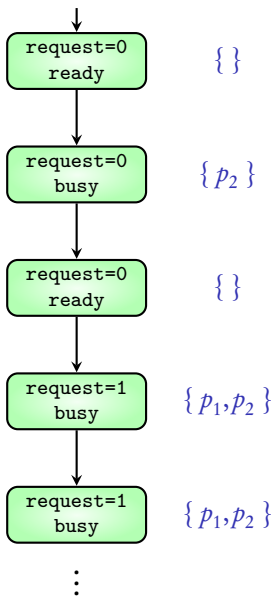 request=0
ready
{ }
request=0
busy
{ p₂ }
request=0
ready
{ }
request=1
busy
{ p₁,p₂ }
request=1
busy
{ p₁,p₂ }
⋮